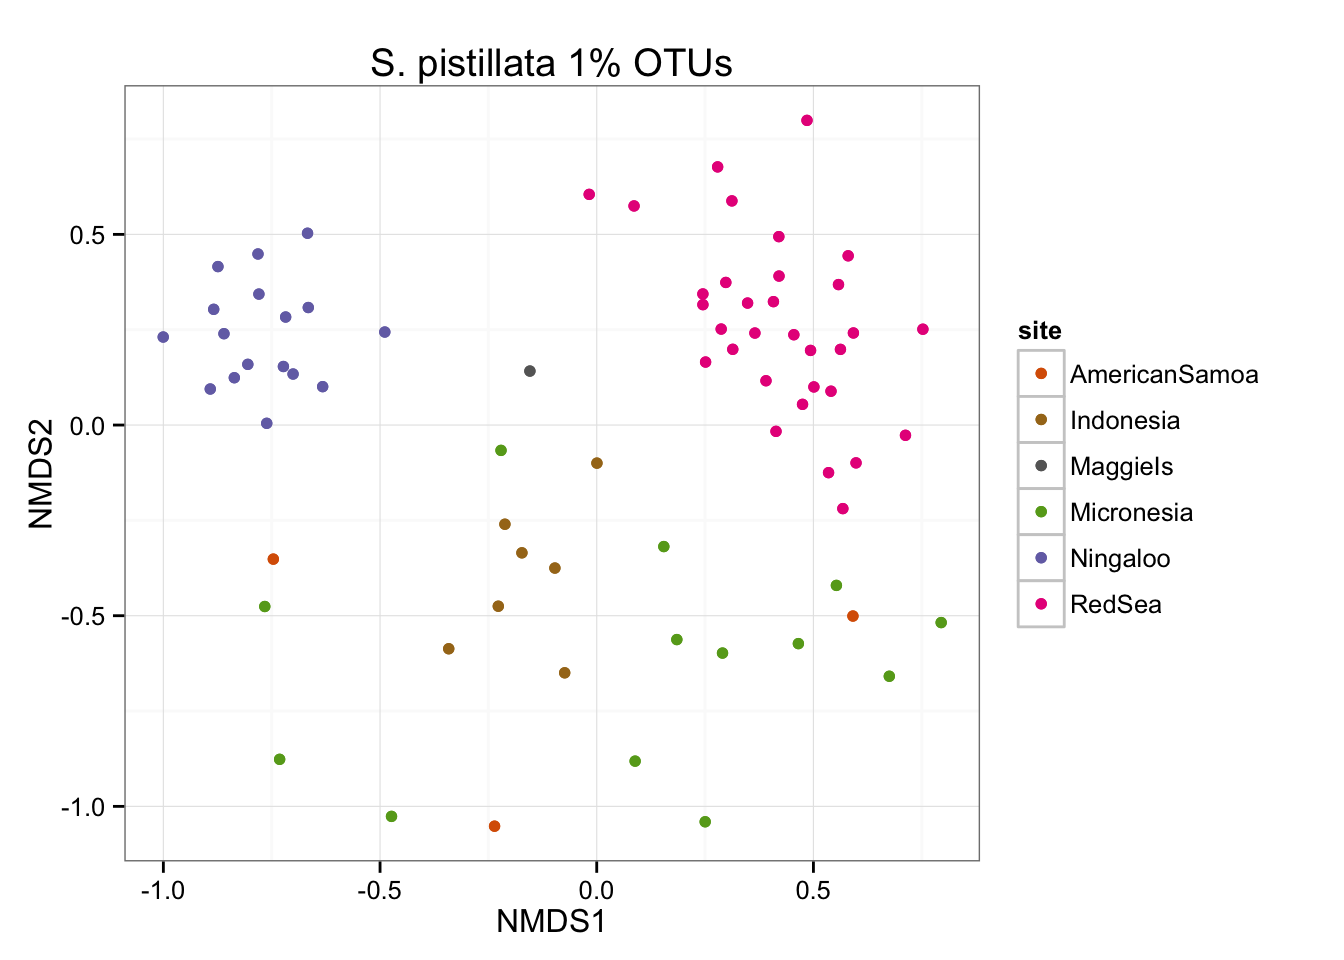 S. pistillata 1% OTUs
NMDS2
0.5
0.0
-0.5
-1.0
-1.0 -0.5 0.0 0.5
NMDS1
site
AmericanSamoa
Indonesia
MaggieIs
Micronesia
Ningaloo
RedSea